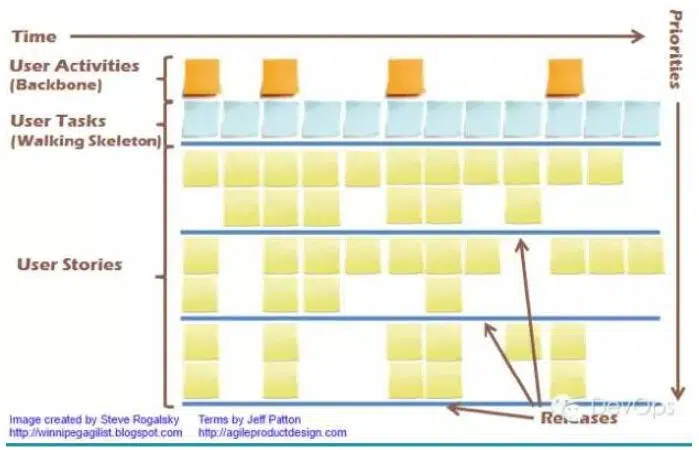 Time
Priorities
User Activities
(Backbone)
User Tasks
(Walking Skeleton)
User Stories
Image created by Steve Rogalsky Terms by Jeff Patton
http://winnipegagilist.blogspot.com http://agileproductdesign.com
Releases
DevOps